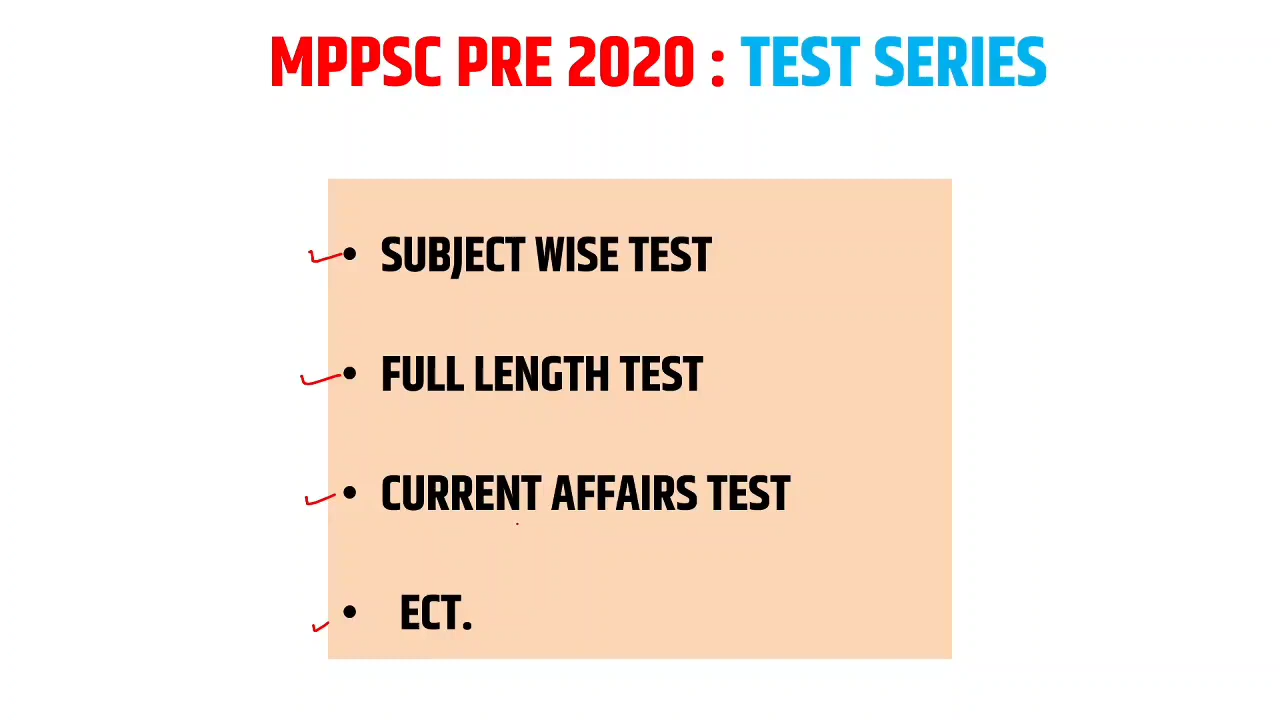 MPPSC PRE 2020 : TEST SERIES
• SUBJECT WISE TEST
• FULL LENGTH TEST
• CURRENT AFFAIRS TEST
• ECT.